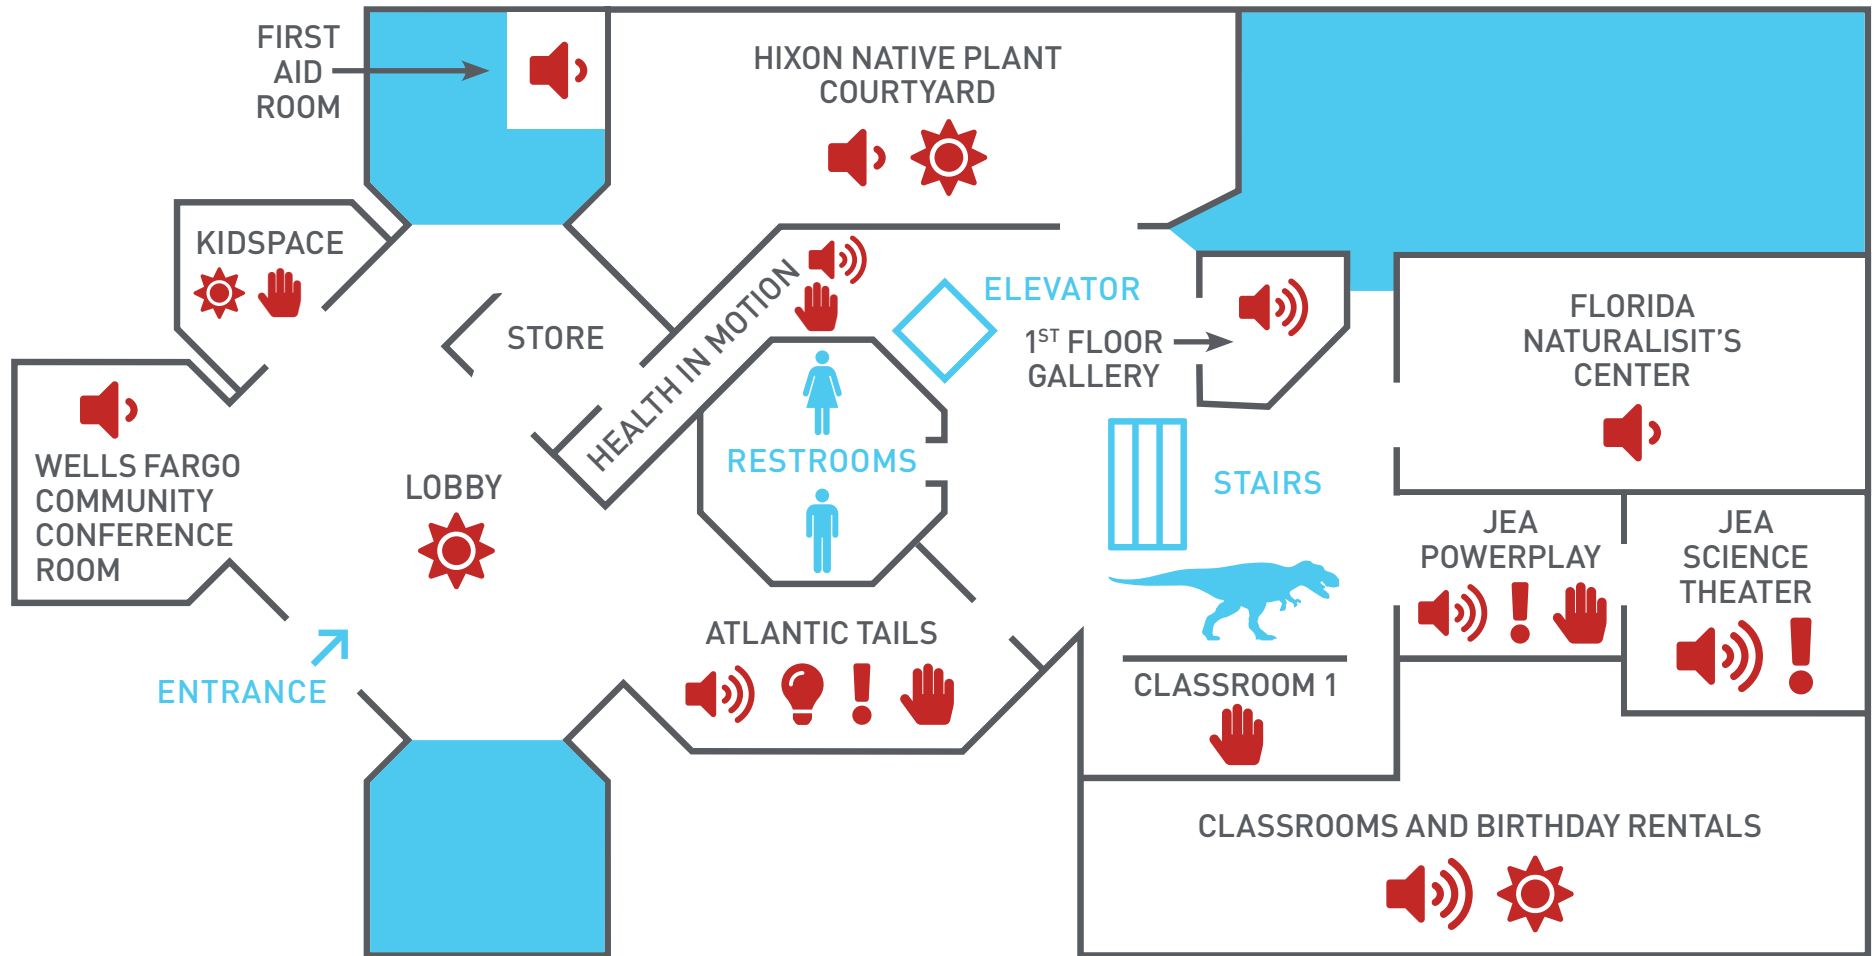 FIRST
AID
ROOM
HIXON NATIVE PLANT
COURTYARD
KIDSPACE
STORE
HEALTH IN MOTION
ELEVATOR
1ST FLOOR
GALLERY
FLORIDA
NATURALISIT'S
CENTER
WELLS FARGO
COMMUNITY
CONFERENCE
ROOM
LOBBY
RESTROOMS
STAIRS
JEA
POWERPLAY
JEA
SCIENCE
THEATER
ENTRANCE
ATLANTIC TAILS
CLASSROOM 1
CLASSROOMS AND BIRTHDAY RENTALS